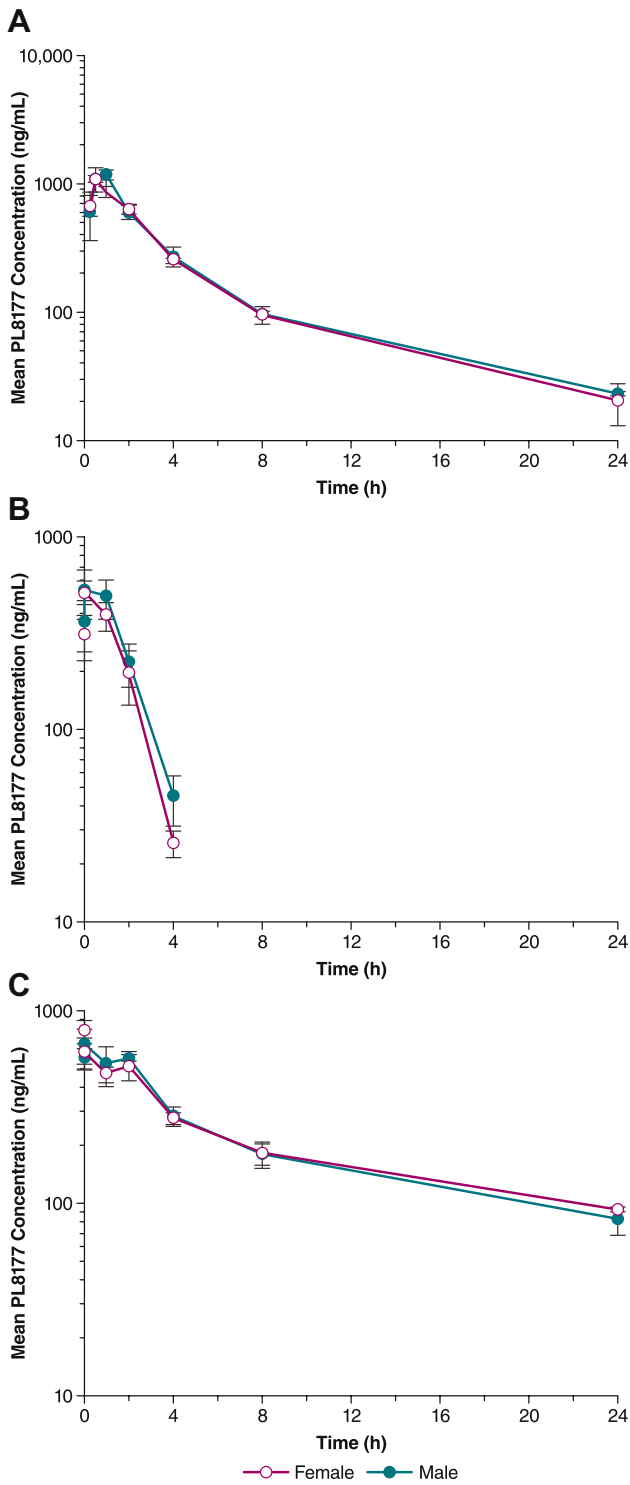 A
Mean PL8177 Concentration (ng/mL)
10,000
1000
100
10
0 4 8 12 16 20 24
Time (h)
B
Mean PL8177 Concentration (ng/mL)
1000
100
10
0 4 8 12 16 20 24
Time (h)
C
Mean PL8177 Concentration (ng/mL)
1000
100
10
0 4 8 12 16 20 24
Time (h)
Female Male